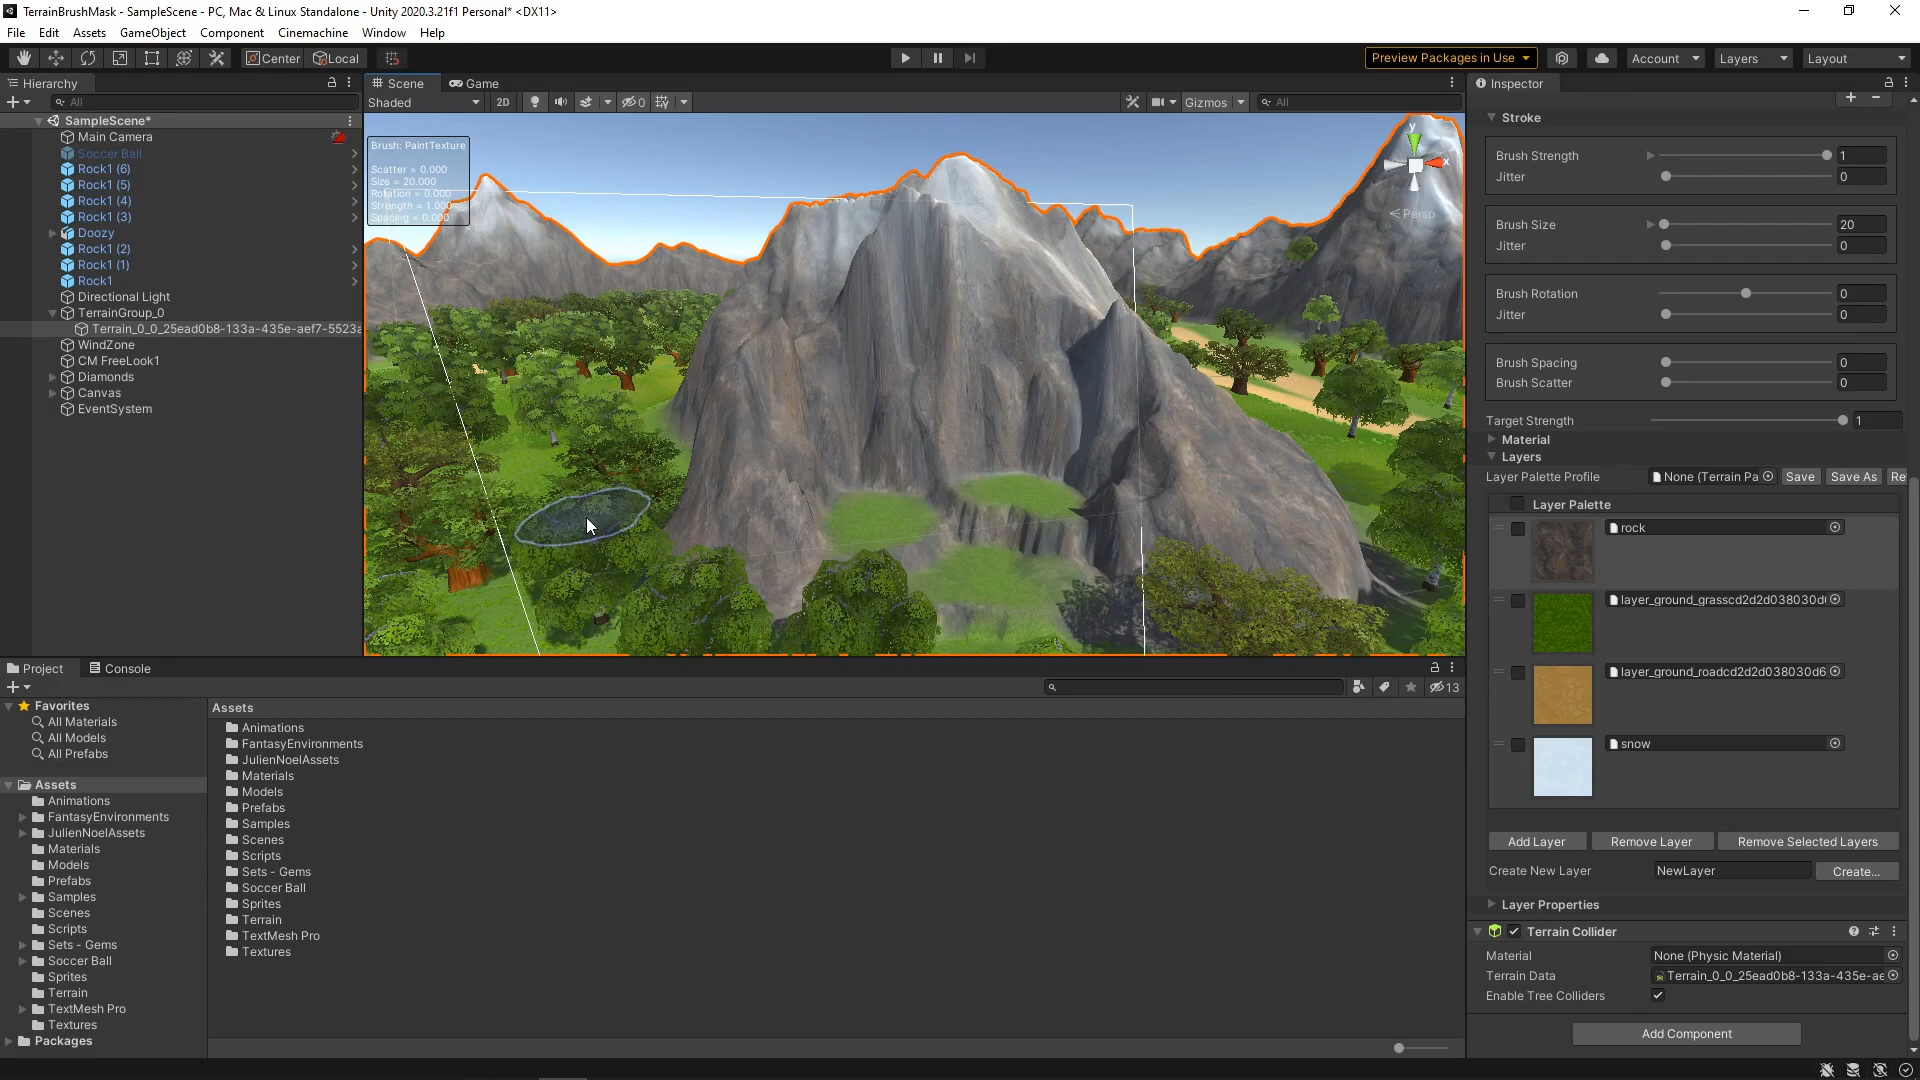 TerrainBrushMask - SampleScene - PC, Mac & Linux Standalone - Unity 2020.3.21f1 Personal* <DX11>
File Edit Assets GameObject Component Cinemachine Window Help
Center Local
Preview Packages in Use
Account
Layers
Layout
Hierarchy
All
SampleScene*
Main Camera
Soccer Ball
Rock1 (6)
Rock1 (5)
Rock1 (4)
Rock1 (3)
Doozy
Rock1 (2)
Rock1 (1)
Rock1
Directional Light
TerrainGroup_0
Terrain_0_0_25ead0b8-133a-435e-aef7-5523a
WindZone
CM FreeLook1
Diamonds
Canvas
EventSystem
Scene Game
Shaded 2D 0 Gizmos All
Brush: PaintTexture
Scatter = 0.000
Size = 20.000
Rotation = 0.000
Strength = 1.000
Spacing = 0.000
y
x
Persp
Inspector
Stroke
Brush Strength 1
Jitter 0
Brush Size 20
Jitter 0
Brush Rotation 0
Jitter 0
Brush Spacing 0
Brush Scatter 0
Target Strength 1
Material
Layers
Layer Palette Profile None (Terrain Pa Save Save As Re
Layer Palette
rock
layer_ground_grasscd2d2d038030d
layer_ground_roadcd2d2d038030d6
snow
Add Layer Remove Layer Remove Selected Layers
Create New Layer NewLayer Create...
Layer Properties
Terrain Collider
Material None (Physic Material)
Terrain Data Terrain_0_0_25ead0b8-133a-435e-ae
Enable Tree Colliders
Add Component
Project Console
13
Favorites
All Materials
All Models
All Prefabs
Assets
Animations
FantasyEnvironments
JulienNoelAssets
Materials
Models
Prefabs
Samples
Scenes
Scripts
Sets - Gems
Soccer Ball
Sprites
Terrain
TextMesh Pro
Textures
Packages
Assets
Animations
FantasyEnvironments
JulienNoelAssets
Materials
Models
Prefabs
Samples
Scenes
Scripts
Sets - Gems
Soccer Ball
Sprites
Terrain
TextMesh Pro
Textures